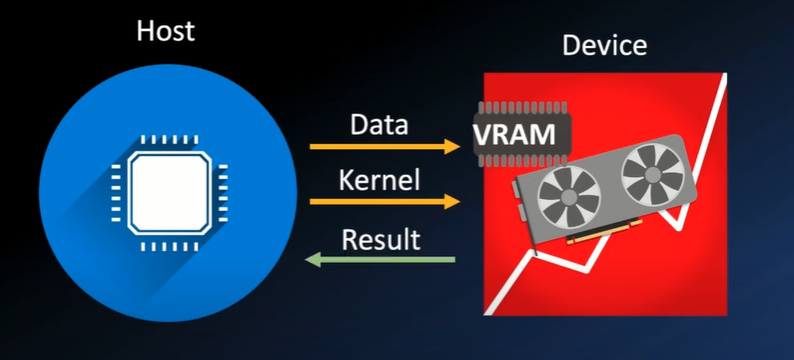 Host
Device
Data
VRAM
Kernel
Result